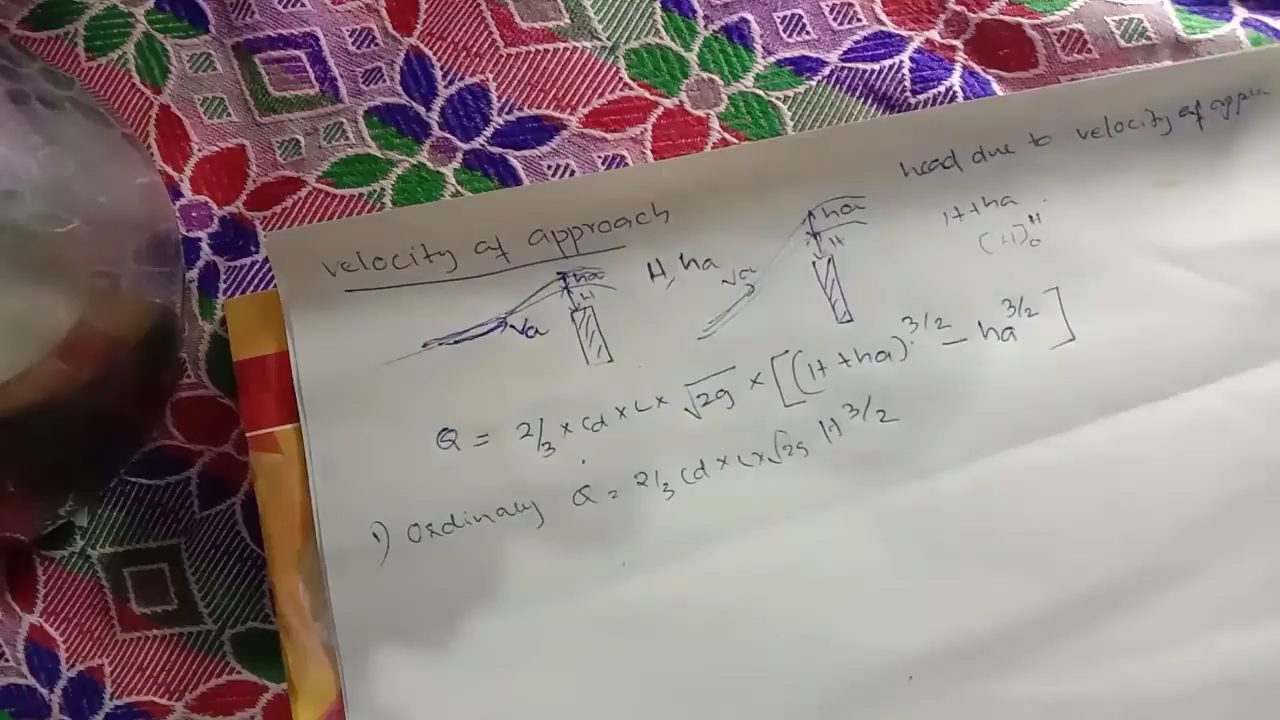 head due to velocity of
velocity of approach
H, ha
ha
H
Va
ha
H
Va
H+ha
(H)₀ᴴ
Q = 2/3 × Cd × L × √2g × [(H + ha)^3/2 − ha^3/2]
1) Ordinary Q = 2/3 Cd × L × √2g H^3/2